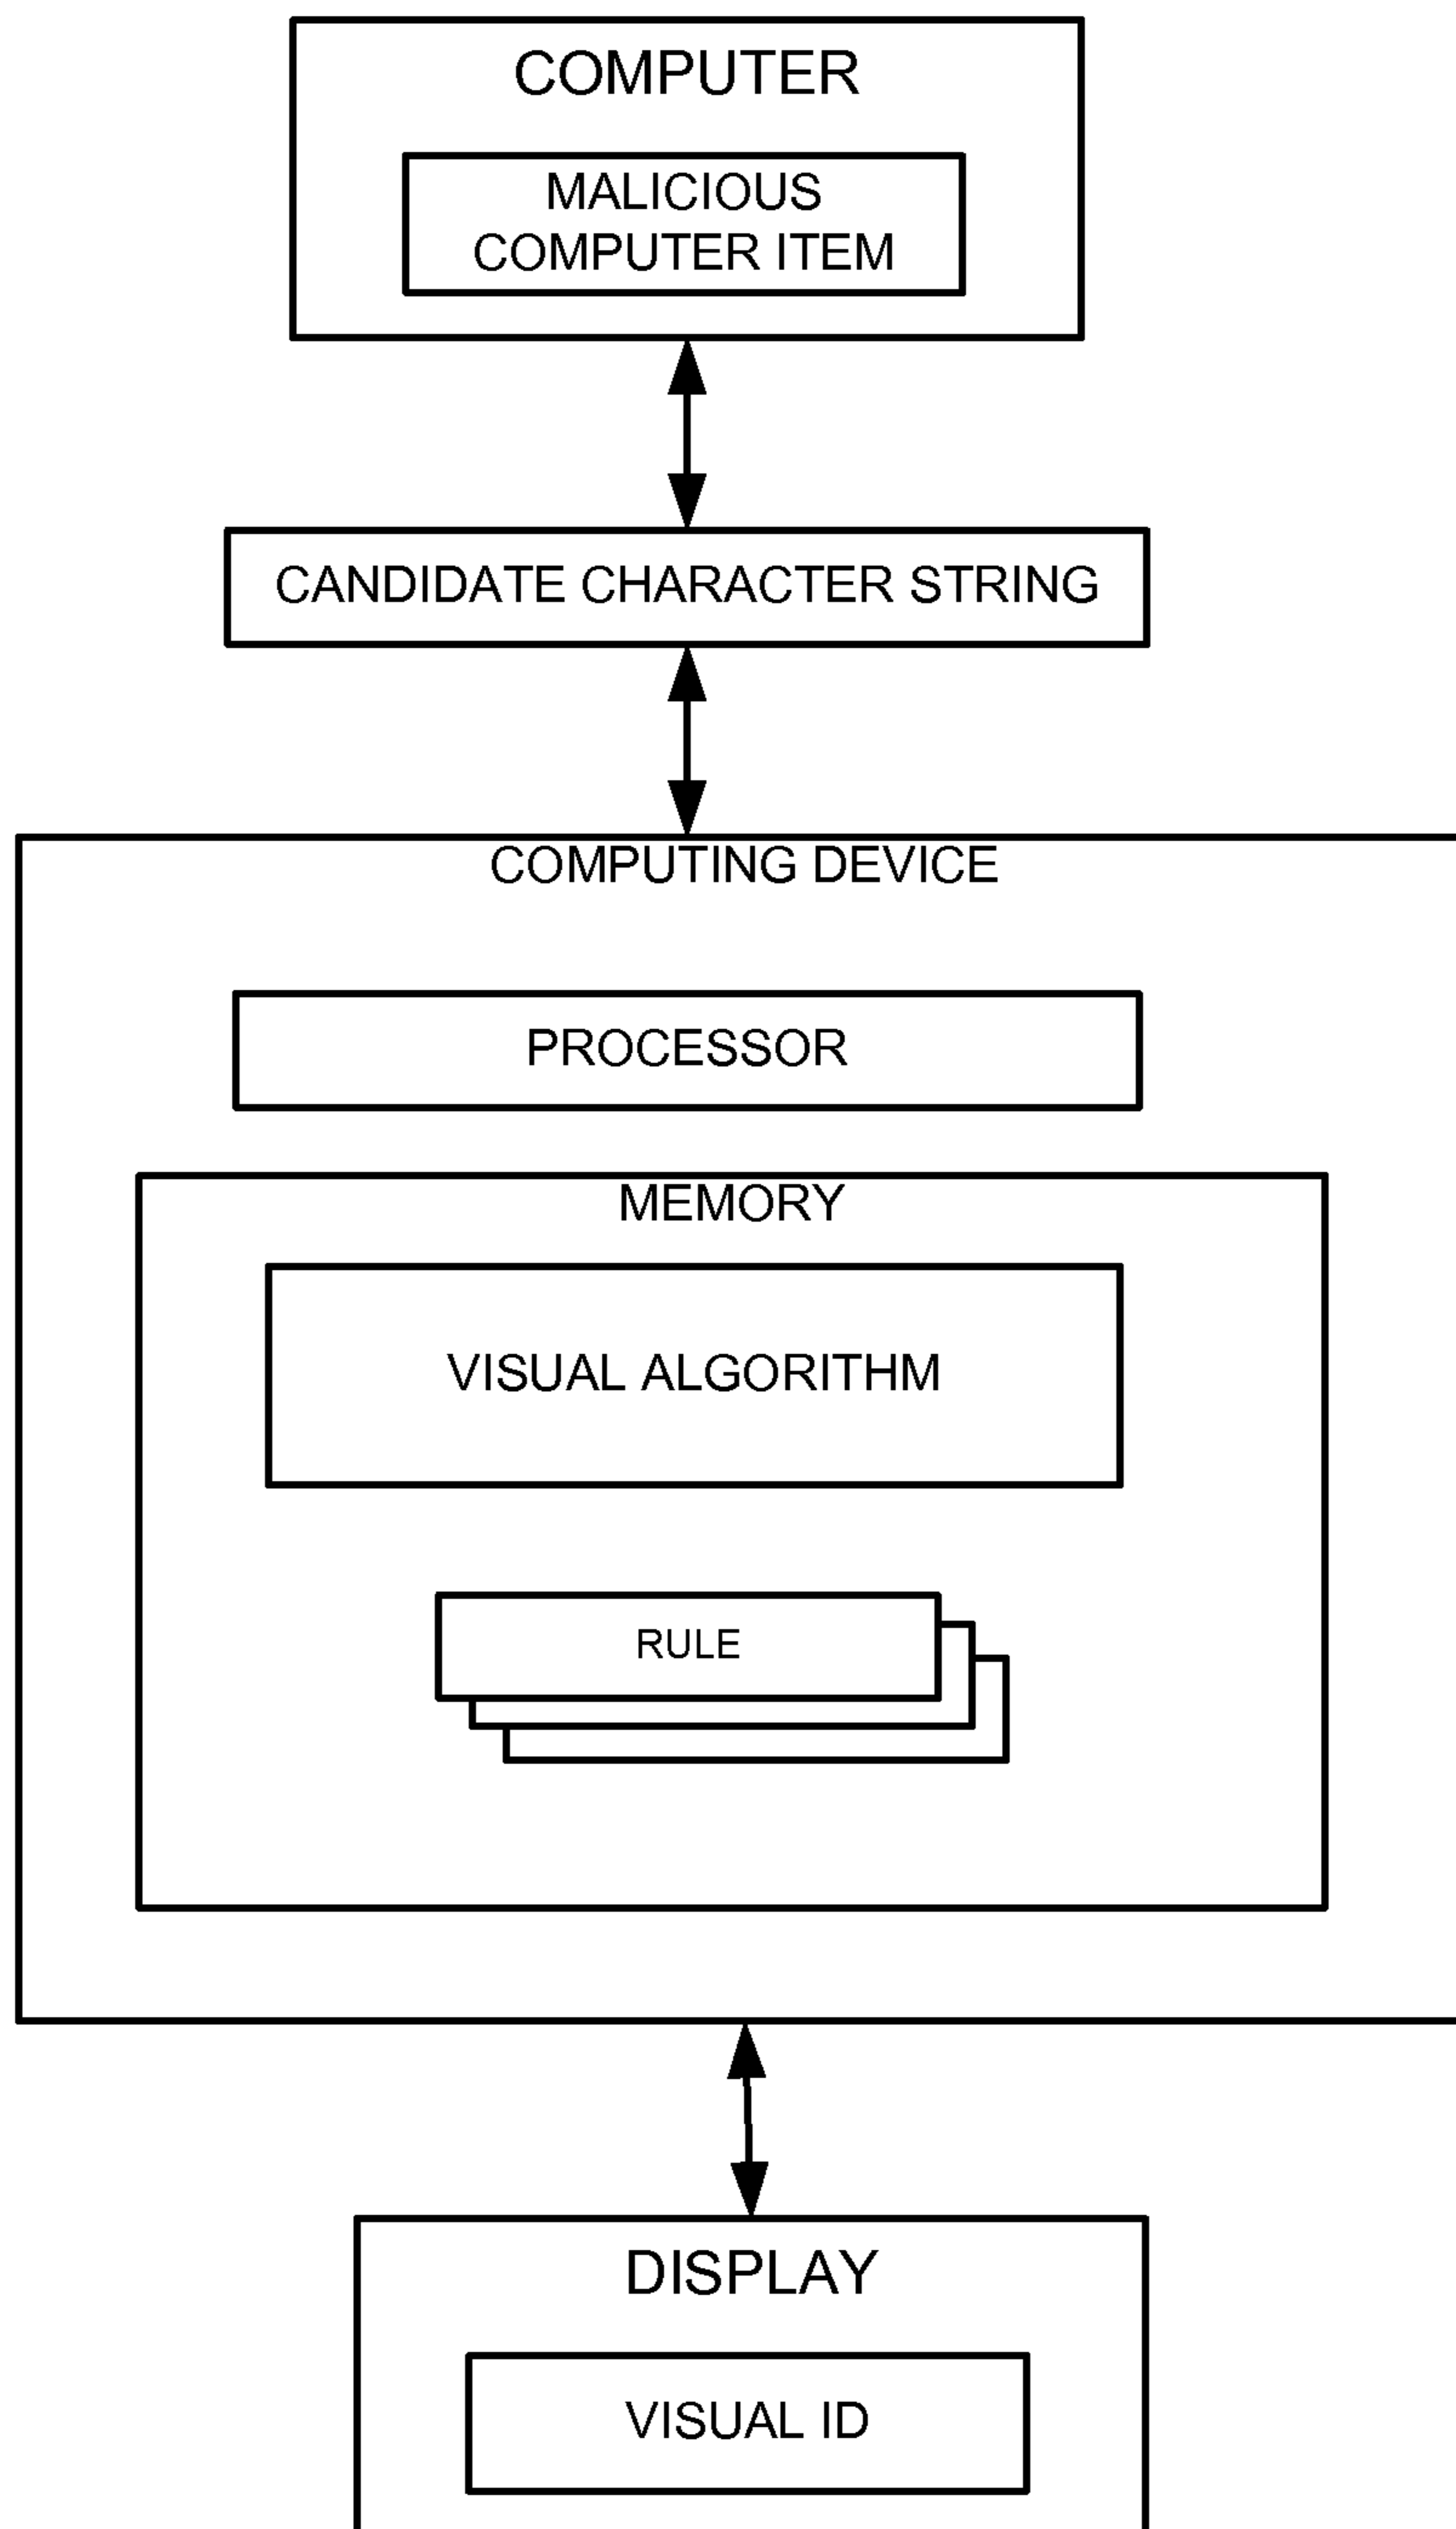 COMPUTER
MALICIOUS
COMPUTER ITEM
CANDIDATE CHARACTER STRING
COMPUTING DEVICE
PROCESSOR
MEMORY
VISUAL ALGORITHM
RULE
DISPLAY
VISUAL ID